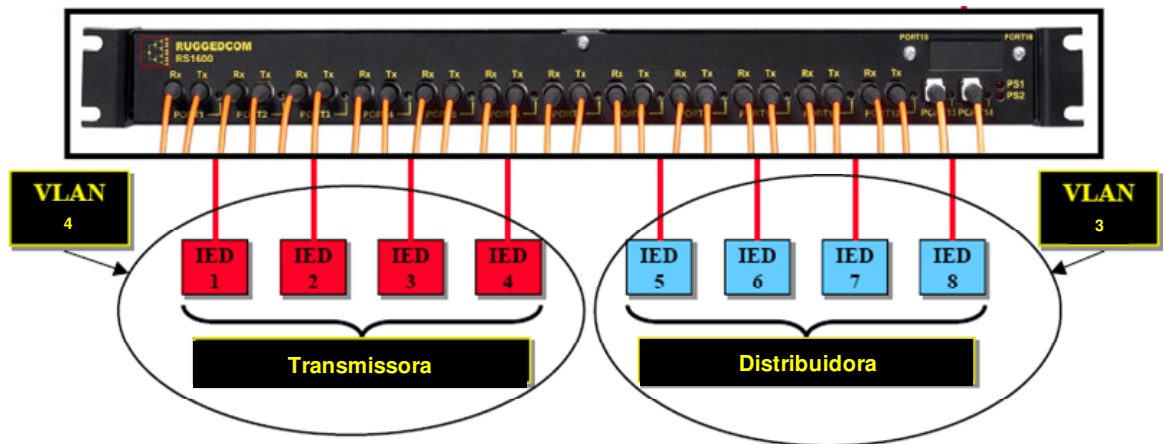 RUGGEDCOM
RS1600
PORT15
PORT16
Rx Tx Rx Tx Rx Tx Rx Tx Rx Tx Rx Tx Rx Tx Rx Tx Rx Tx Rx Tx Rx Tx Rx Tx
PS1
PS2
PORT1
VLAN
4
VLAN
3
IED
1
IED
2
IED
3
IED
4
IED
5
IED
6
IED
7
IED
8
Transmissora
Distribuidora